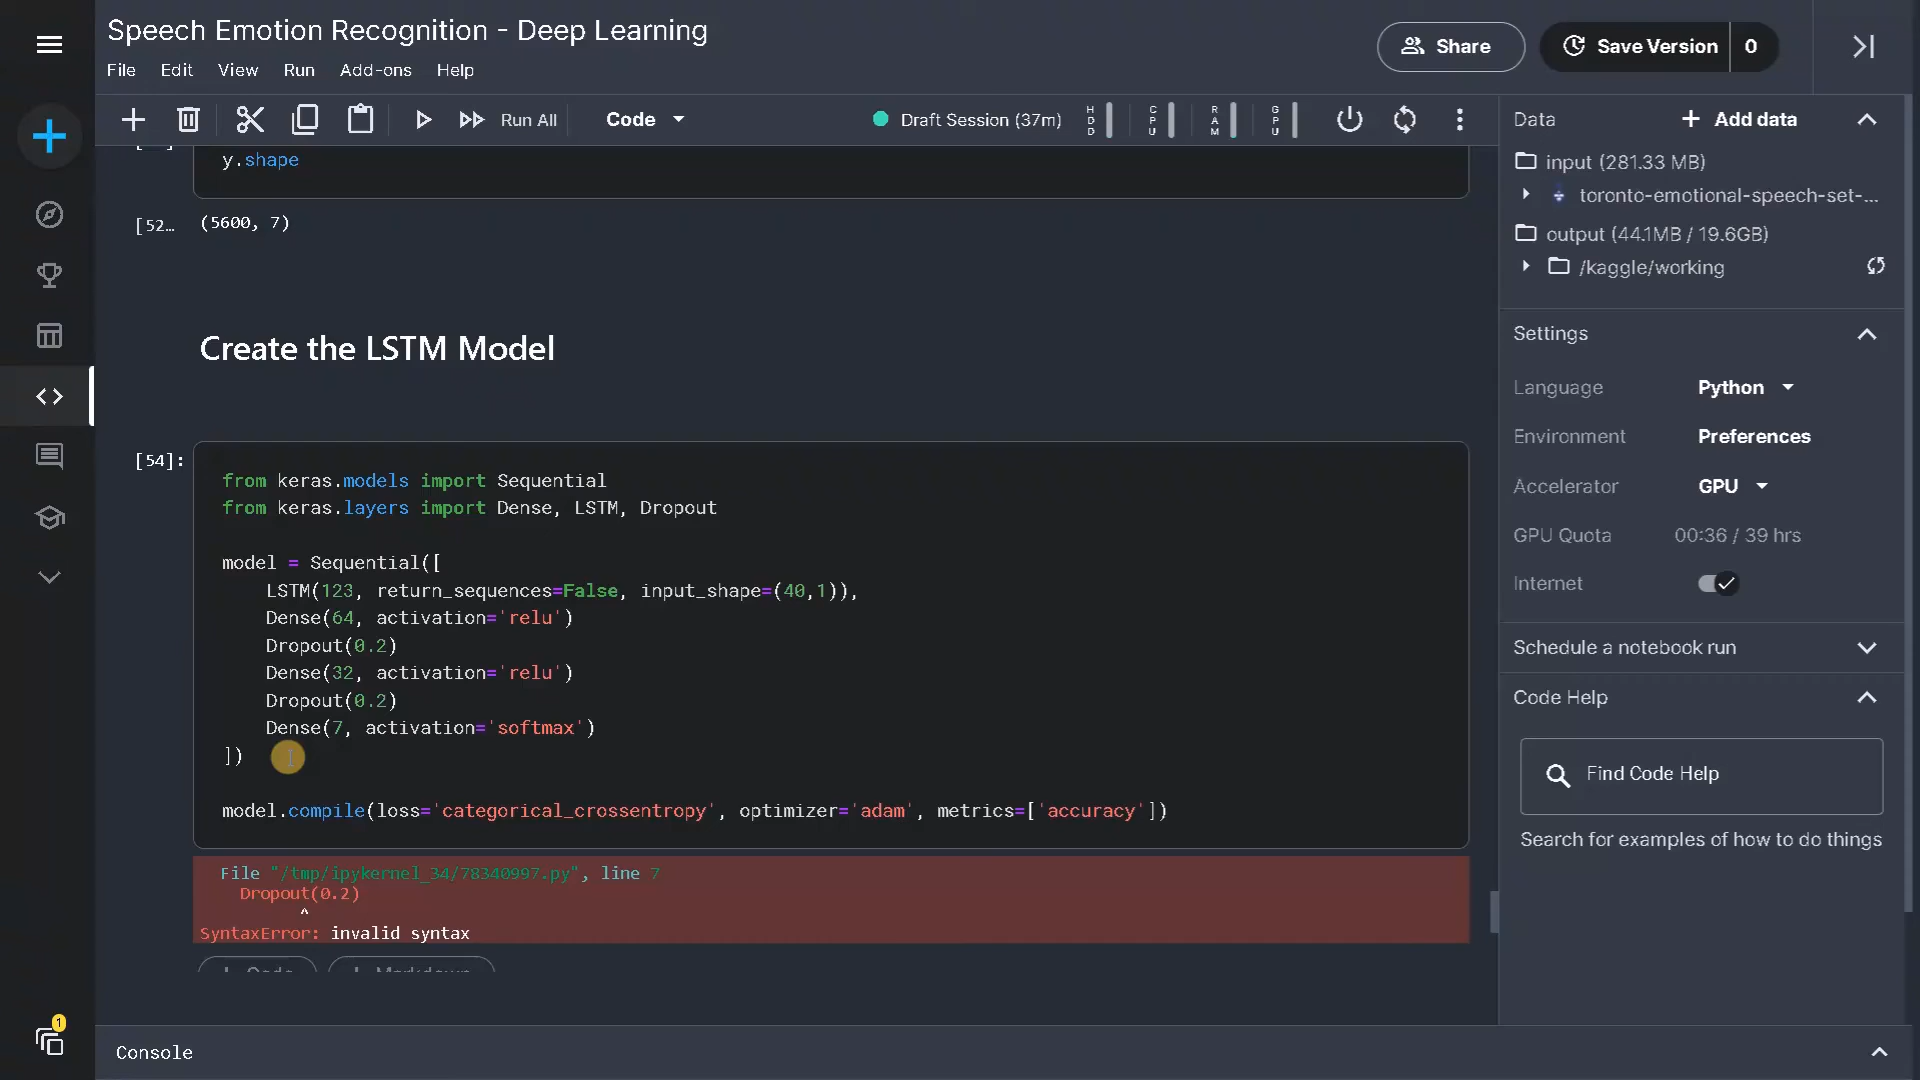 Speech Emotion Recognition - Deep Learning
File Edit View Run Add-ons Help
Share
Save Version 0
Run All
Code
Draft Session (37m)
HDD
CPU
RAM
GPU
y.shape
[52…
(5600, 7)
Create the LSTM Model
[54]:
from keras.models import Sequential
from keras.layers import Dense, LSTM, Dropout
model = Sequential([
LSTM(123, return_sequences=False, input_shape=(40,1)),
Dense(64, activation='relu')
Dropout(0.2)
Dense(32, activation='relu')
Dropout(0.2)
Dense(7, activation='softmax')
])
model.compile(loss='categorical_crossentropy', optimizer='adam', metrics=['accuracy'])
File "/tmp/ipykernel_34/78340997.py", line 7
Dropout(0.2)
^
SyntaxError: invalid syntax
+ Code + Markdown
1
Console
Data
+ Add data
input (281.33 MB)
toronto-emotional-speech-set-...
output (44.1MB / 19.6GB)
/kaggle/working
Settings
Language Python
Environment Preferences
Accelerator GPU
GPU Quota 00:36 / 39 hrs
Internet
Schedule a notebook run
Code Help
Find Code Help
Search for examples of how to do things